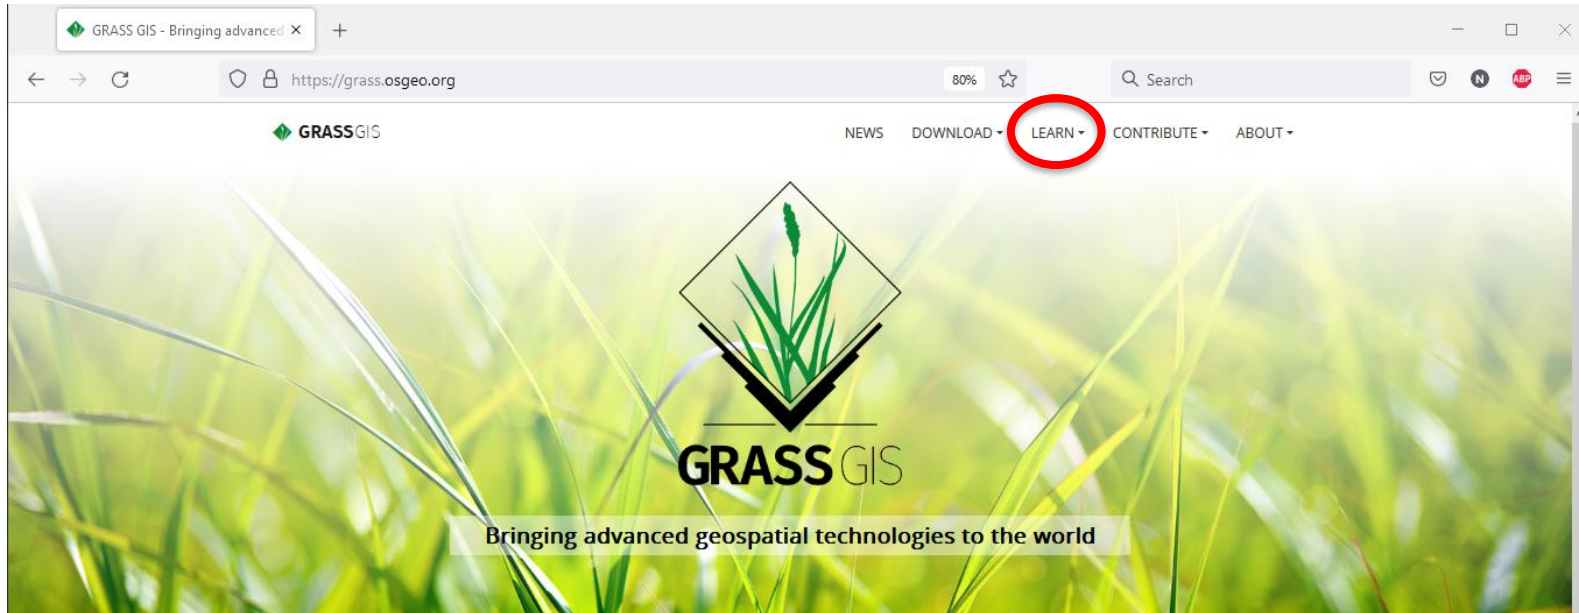 GRASS GIS - Bringing advanced
https://grass.osgeo.org
80%
Search
N
ABP
GRASSGIS
NEWS DOWNLOAD LEARN CONTRIBUTE ABOUT
GRASS GIS
Bringing advanced geospatial technologies to the world